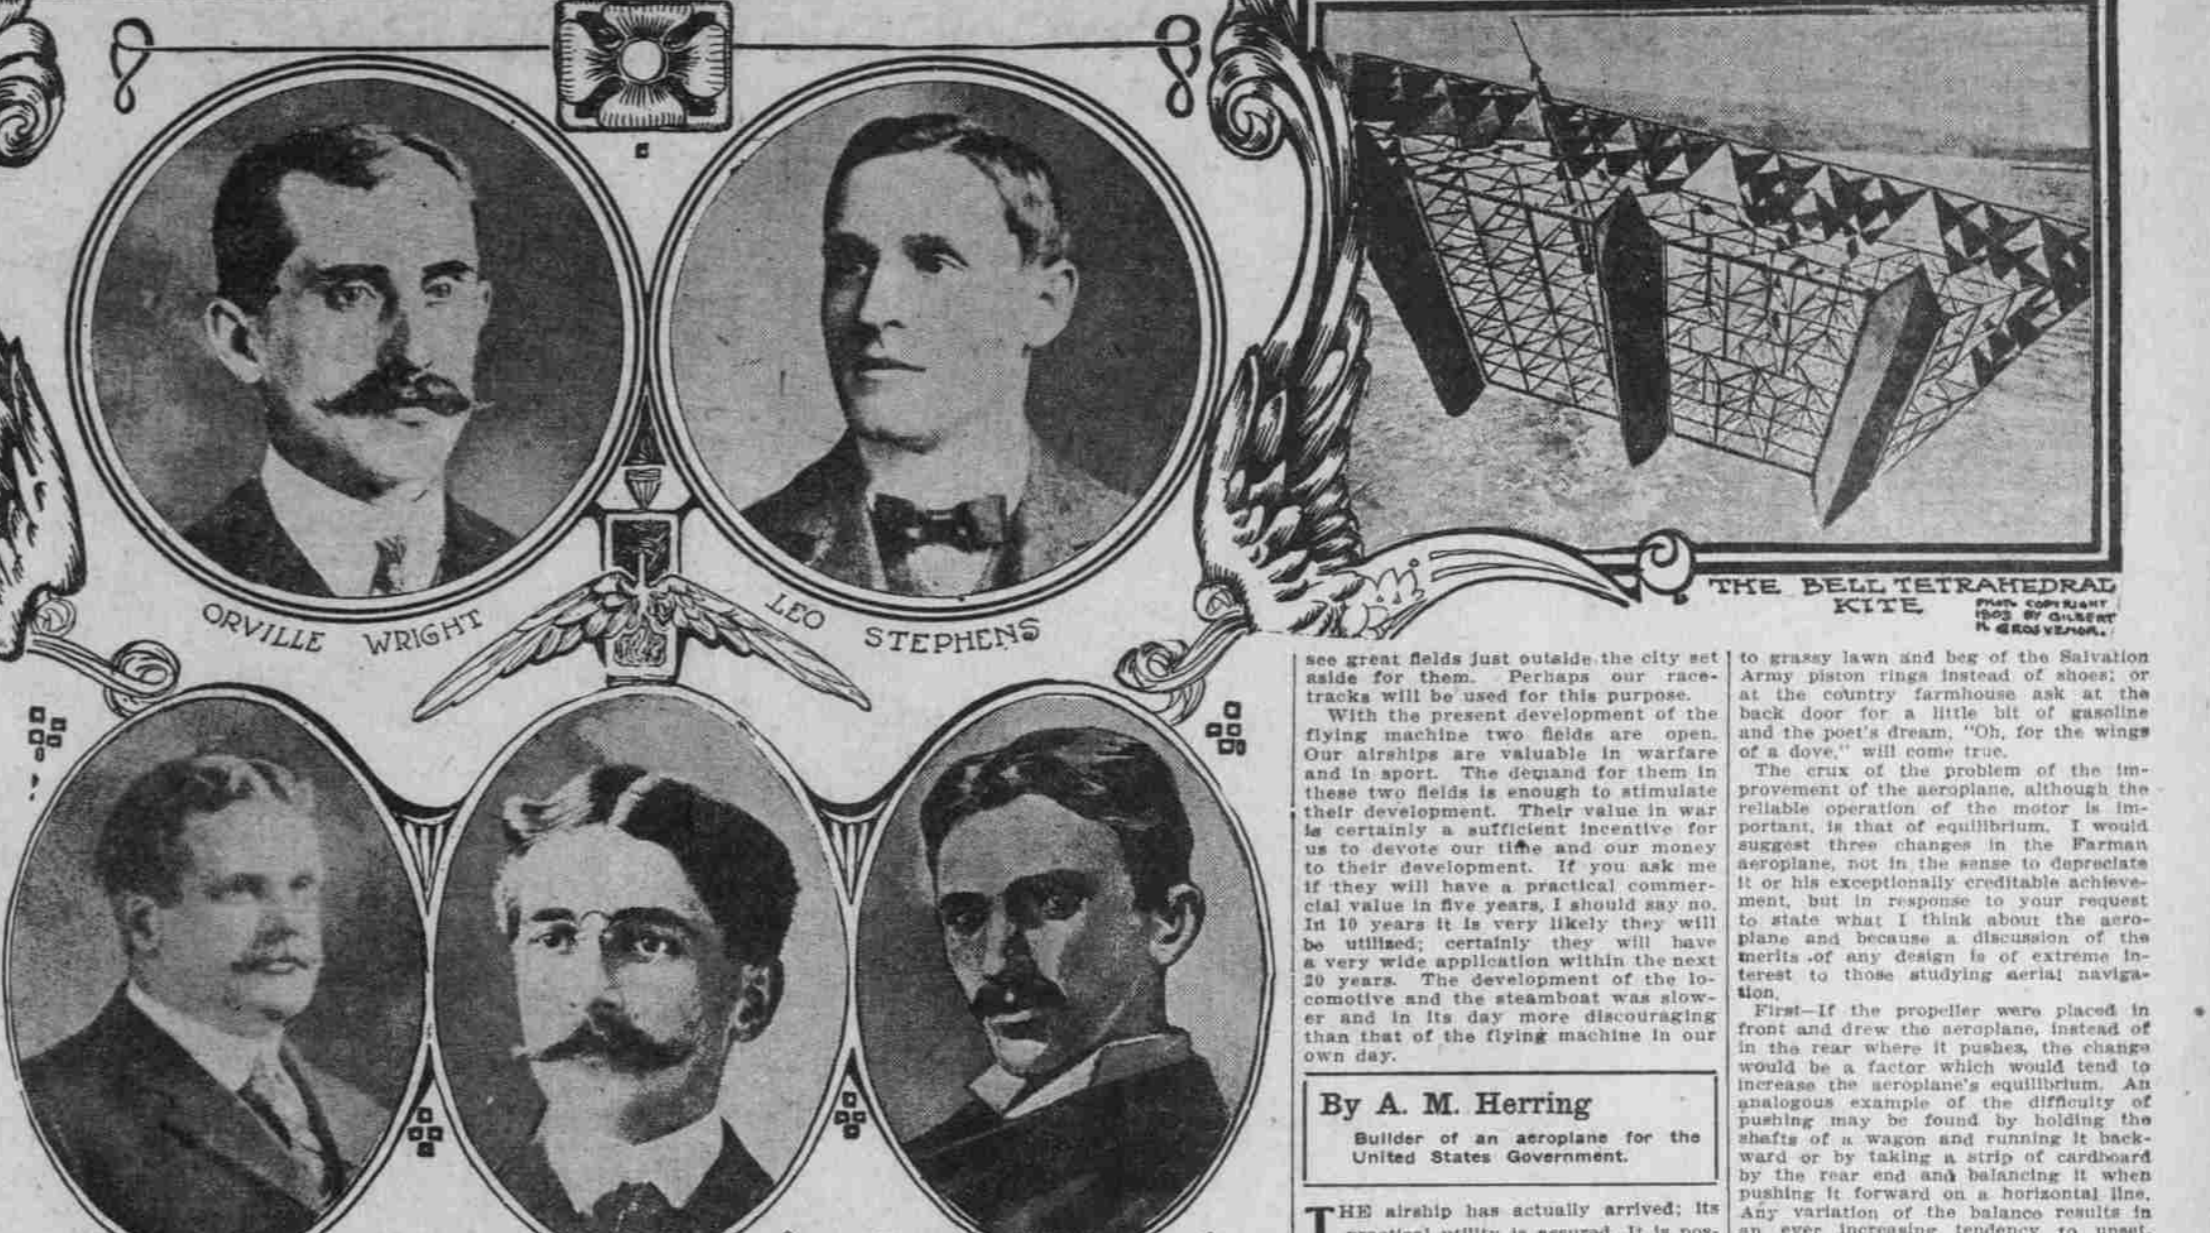 ORVILLE WRIGHT
LEO STEPHENS
THE BELL TETRAHEDRAL
KITE
PHOTO COPYRIGHT
1903 BY GILBERT
H. GROSVENOR.
see great fields just outside the city set
aside for them. Perhaps our race-
tracks will be used for this purpose.
With the present development of the
flying machine two fields are open.
Our airships are valuable in warfare
and in sport. The demand for them in
these two fields is enough to stimulate
their development. Their value in war
is certainly a sufficient incentive for
us to devote our time and our money
to their development. If you ask me
if they will have a practical commer-
cial value in five years, I should say no.
In 10 years it is very likely they will
be utilized; certainly they will have
a very wide application within the next
20 years. The development of the lo-
comotive and the steamboat was slow-
er and in its day more discouraging
than that of the flying machine in our
own day.
By A. M. Herring
Builder of an aeroplane for the
United States Government.
THE airship has actually arrived; its
practical utility is assured. It is pos-
to grassy lawn and beg of the Salvation
Army piston rings instead of shoes; or
at the country farmhouse ask at the
back door for a little bit of gasoline
and the poet's dream, "Oh, for the wings
of a dove," will come true.
The crux of the problem of the im-
provement of the aeroplane, although the
reliable operation of the motor is im-
portant, is that of equilibrium. I would
suggest three changes in the Farman
aeroplane, not in the sense to depreciate
it or his exceptionally creditable achieve-
ment, but in response to your request
to state what I think about the aero-
plane and because a discussion of the
merits of any design is of extreme in-
terest to those studying aerial naviga-
tion.
First—If the propeller were placed in
front and drew the aeroplane, instead of
in the rear where it pushes, the change
would be a factor which would tend to
increase the aeroplane's equilibrium. An
analogous example of the difficulty of
pushing may be found by holding the
shafts of a wagon and running it back-
ward or by taking a strip of cardboard
by the rear end and balancing it when
pushing it forward on a horizontal line.
Any variation of the balance results in
an ever increasing tendency to upset.